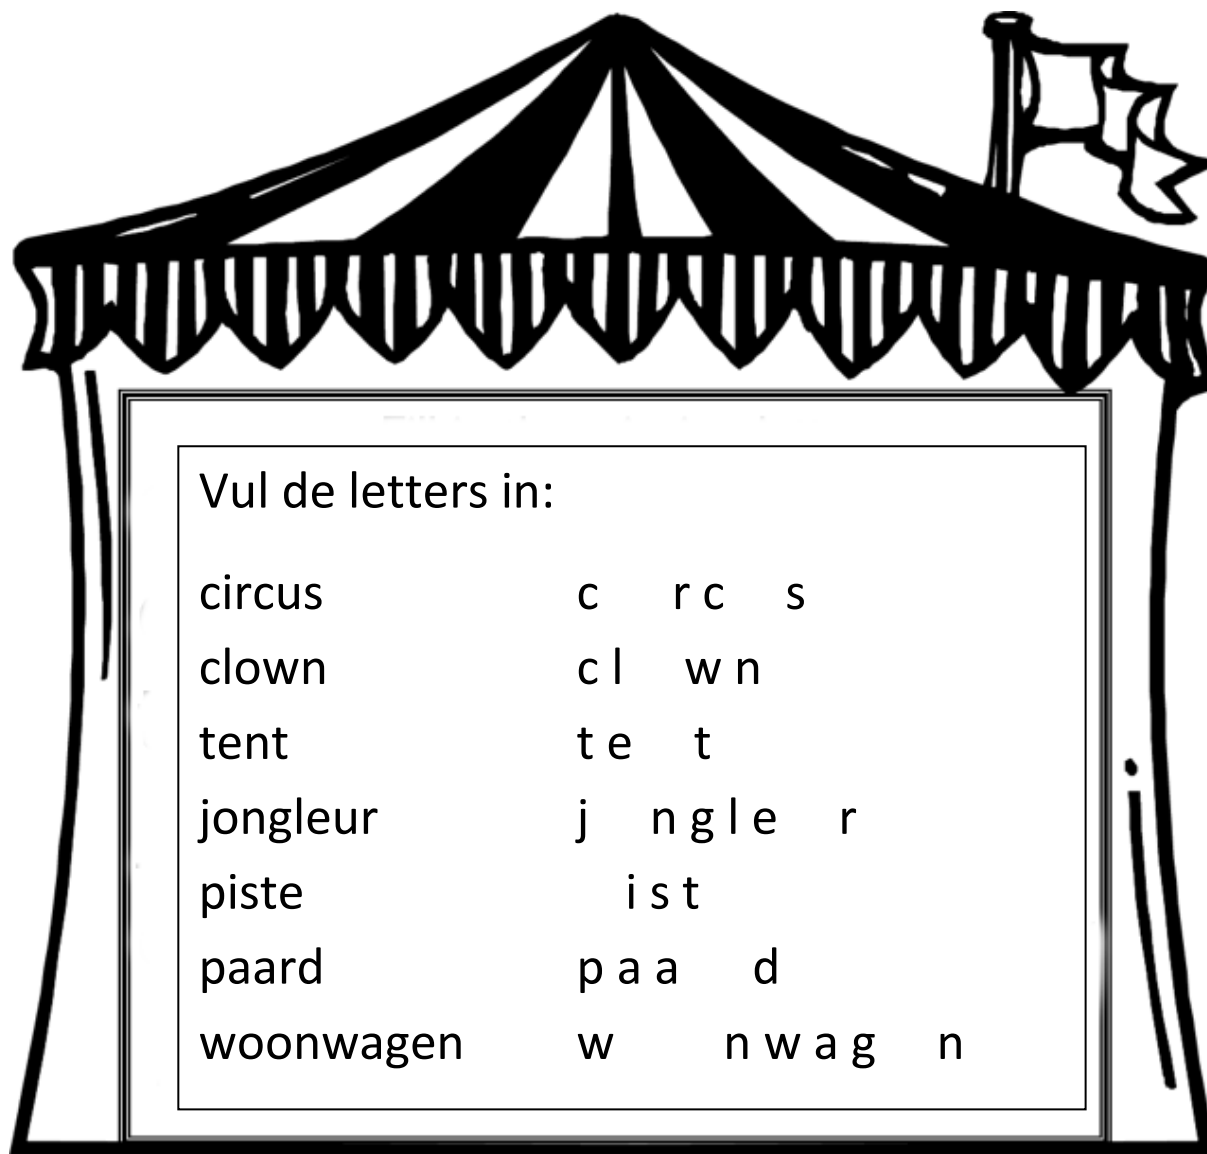 Vul de letters in:
circus c rc s
clown cl wn
tent te t
jongleur j ngle r
piste ist
paard paa d
woonwagen w nwag n